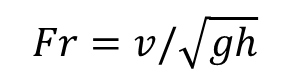 Fr = v/√gh